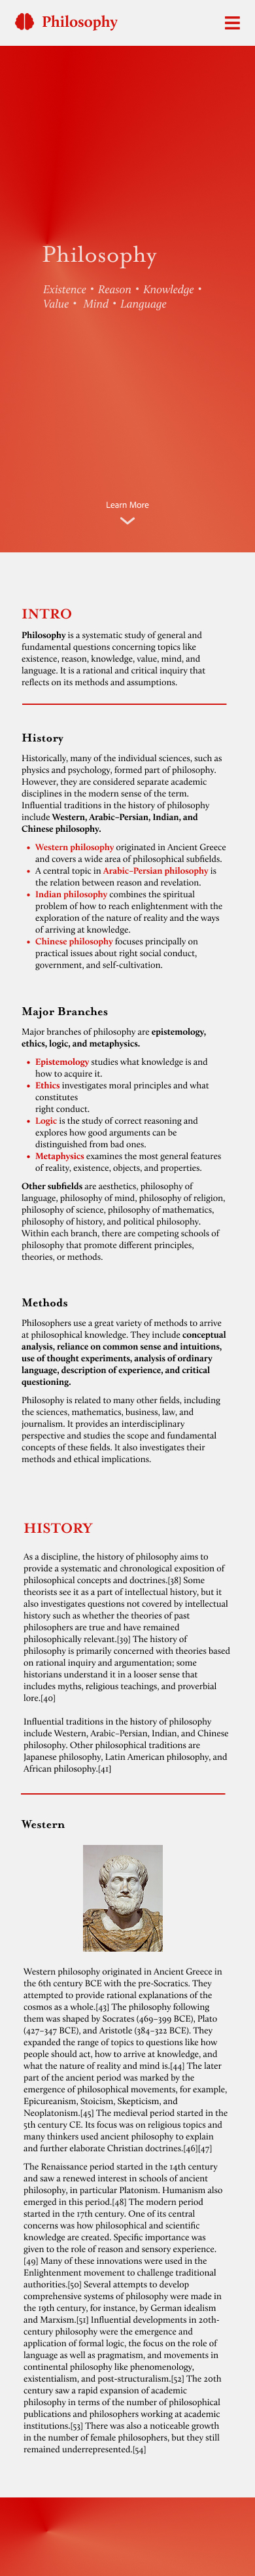 Philosophy
Philosophy
Existence • Reason • Knowledge •
Value •  Mind • Language
Learn More
INTRO
Philosophy is a systematic study of general and
fundamental questions concerning topics like
existence, reason, knowledge, value, mind, and
language. It is a rational and critical inquiry that
reflects on its methods and assumptions.
History
Historically, many of the individual sciences, such as
physics and psychology, formed part of philosophy.
However, they are considered separate academic
disciplines in the modern sense of the term.
Influential traditions in the history of philosophy
include Western, Arabic–Persian, Indian, and
Chinese philosophy.
• Western philosophy originated in Ancient Greece
and covers a wide area of philosophical subfields.
• A central topic in Arabic–Persian philosophy is
the relation between reason and revelation.
• Indian philosophy combines the spiritual
problem of how to reach enlightenment with the
exploration of the nature of reality and the ways
of arriving at knowledge.
• Chinese philosophy focuses principally on
practical issues about right social conduct,
government, and self-cultivation.
Major Branches
Major branches of philosophy are epistemology,
ethics, logic, and metaphysics.
• Epistemology studies what knowledge is and
how to acquire it.
• Ethics investigates moral principles and what
constitutes
right conduct.
• Logic is the study of correct reasoning and
explores how good arguments can be
distinguished from bad ones.
• Metaphysics examines the most general features
of reality, existence, objects, and properties.
Other subfields are aesthetics, philosophy of
language, philosophy of mind, philosophy of religion,
philosophy of science, philosophy of mathematics,
philosophy of history, and political philosophy.
Within each branch, there are competing schools of
philosophy that promote different principles,
theories, or methods.
Methods
Philosophers use a great variety of methods to arrive
at philosophical knowledge. They include conceptual
analysis, reliance on common sense and intuitions,
use of thought experiments, analysis of ordinary
language, description of experience, and critical
questioning.
Philosophy is related to many other fields, including
the sciences, mathematics, business, law, and
journalism. It provides an interdisciplinary
perspective and studies the scope and fundamental
concepts of these fields. It also investigates their
methods and ethical implications.
HISTORY
As a discipline, the history of philosophy aims to
provide a systematic and chronological exposition of
philosophical concepts and doctrines.[38] Some
theorists see it as a part of intellectual history, but it
also investigates questions not covered by intellectual
history such as whether the theories of past
philosophers are true and have remained
philosophically relevant.[39] The history of
philosophy is primarily concerned with theories based
on rational inquiry and argumentation; some
historians understand it in a looser sense that
includes myths, religious teachings, and proverbial
lore.[40]
Influential traditions in the history of philosophy
include Western, Arabic–Persian, Indian, and Chinese
philosophy. Other philosophical traditions are
Japanese philosophy, Latin American philosophy, and
African philosophy.[41]
Western
Western philosophy originated in Ancient Greece in
the 6th century BCE with the pre-Socratics. They
attempted to provide rational explanations of the
cosmos as a whole.[43] The philosophy following
them was shaped by Socrates (469–399 BCE), Plato
(427–347 BCE), and Aristotle (384–322 BCE). They
expanded the range of topics to questions like how
people should act, how to arrive at knowledge, and
what the nature of reality and mind is.[44] The later
part of the ancient period was marked by the
emergence of philosophical movements, for example,
Epicureanism, Stoicism, Skepticism, and
Neoplatonism.[45] The medieval period started in the
5th century CE. Its focus was on religious topics and
many thinkers used ancient philosophy to explain
and further elaborate Christian doctrines.[46][47]
The Renaissance period started in the 14th century
and saw a renewed interest in schools of ancient
philosophy, in particular Platonism. Humanism also
emerged in this period.[48] The modern period
started in the 17th century. One of its central
concerns was how philosophical and scientific
knowledge are created. Specific importance was
given to the role of reason and sensory experience.
[49] Many of these innovations were used in the
Enlightenment movement to challenge traditional
authorities.[50] Several attempts to develop
comprehensive systems of philosophy were made in
the 19th century, for instance, by German idealism
and Marxism.[51] Influential developments in 20th-
century philosophy were the emergence and
application of formal logic, the focus on the role of
language as well as pragmatism, and movements in
continental philosophy like phenomenology,
existentialism, and post-structuralism.[52] The 20th
century saw a rapid expansion of academic
philosophy in terms of the number of philosophical
publications and philosophers working at academic
institutions.[53] There was also a noticeable growth
in the number of female philosophers, but they still
remained underrepresented.[54]